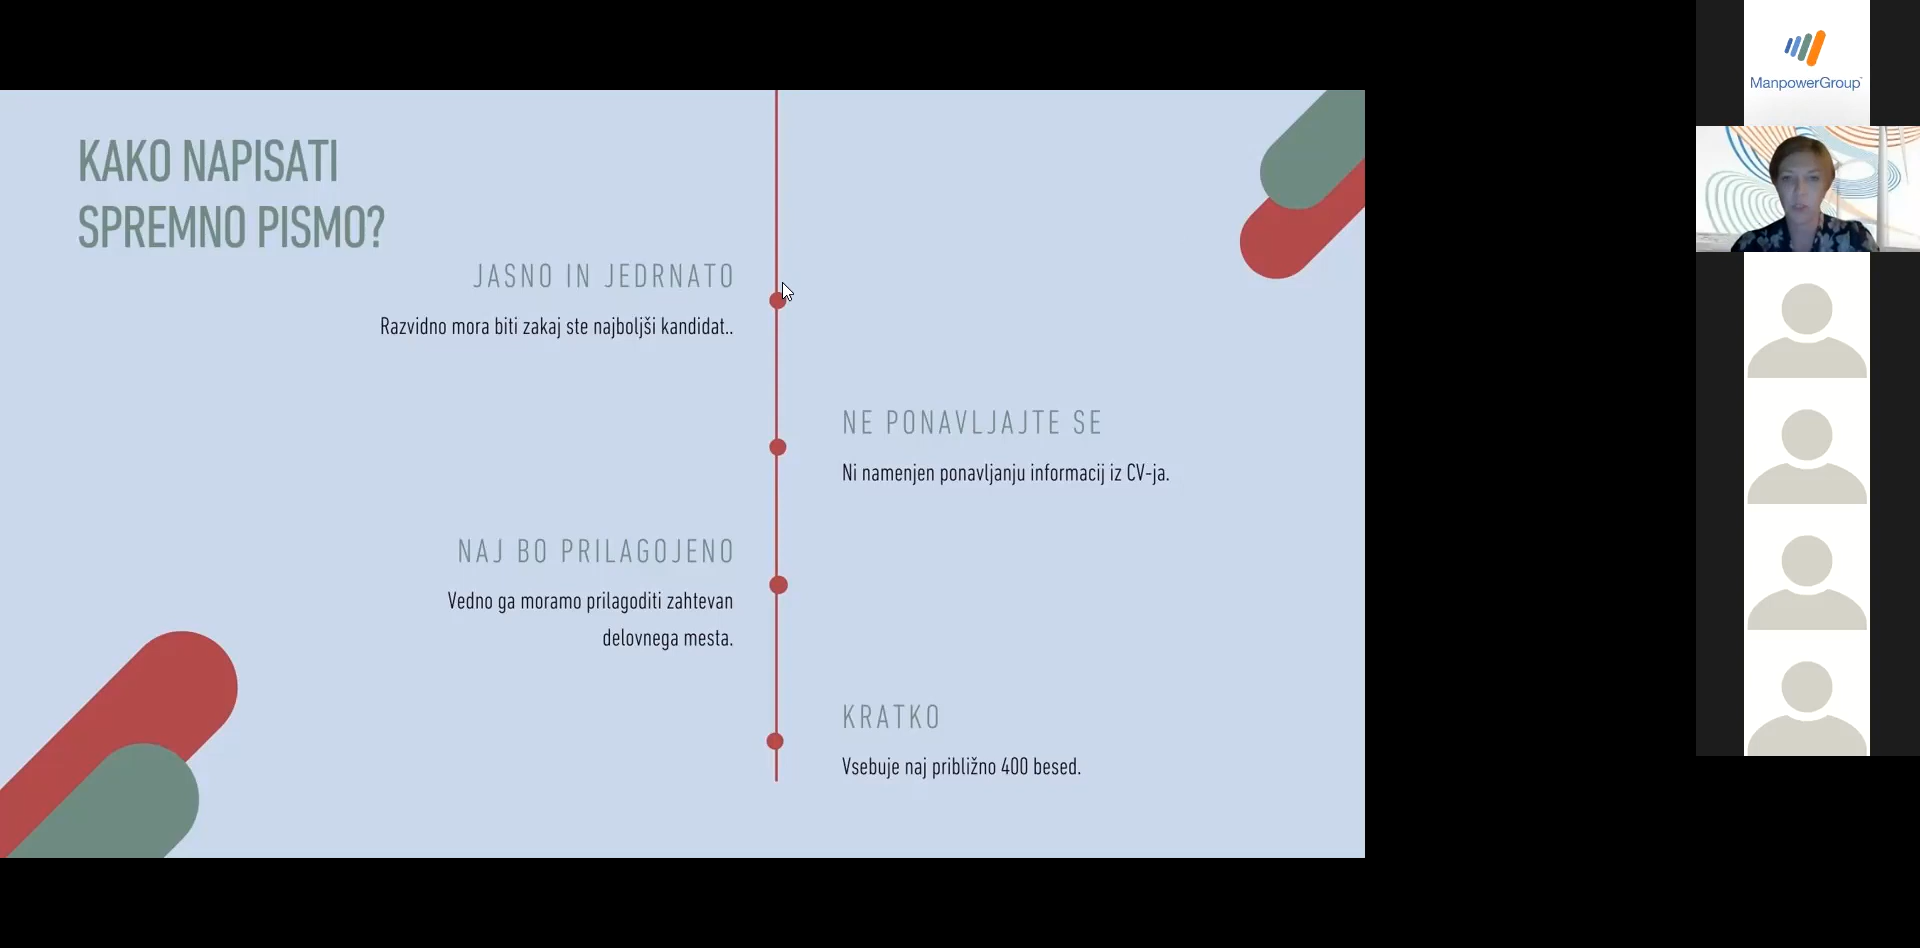 KAKO NAPISATI
SPREMNO PISMO?
JASNO IN JEDRNATO
Razvidno mora biti zakaj ste najboljši kandidat..
NE PONAVLJAJTE SE
Ni namenjen ponavljanju informacij iz CV-ja.
NAJ BO PRILAGOJENO
Vedno ga moramo prilagoditi zahtevan
delovnega mesta.
KRATKO
Vsebuje naj približno 400 besed.
ManpowerGroup